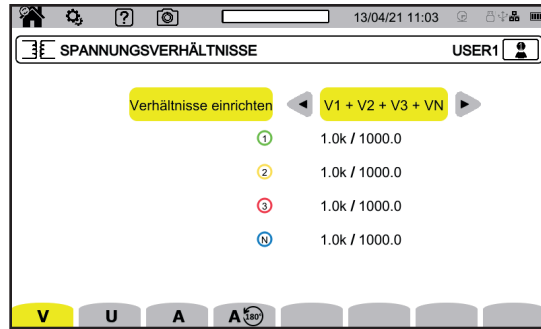 ? 13/04/21 11:03
SPANNUNGSVERHÄLTNISSE USER1
Verhältnisse einrichten V1 + V2 + V3 + VN
1 1.0k / 1000.0
2 1.0k / 1000.0
3 1.0k / 1000.0
N 1.0k / 1000.0
V U A A 180°